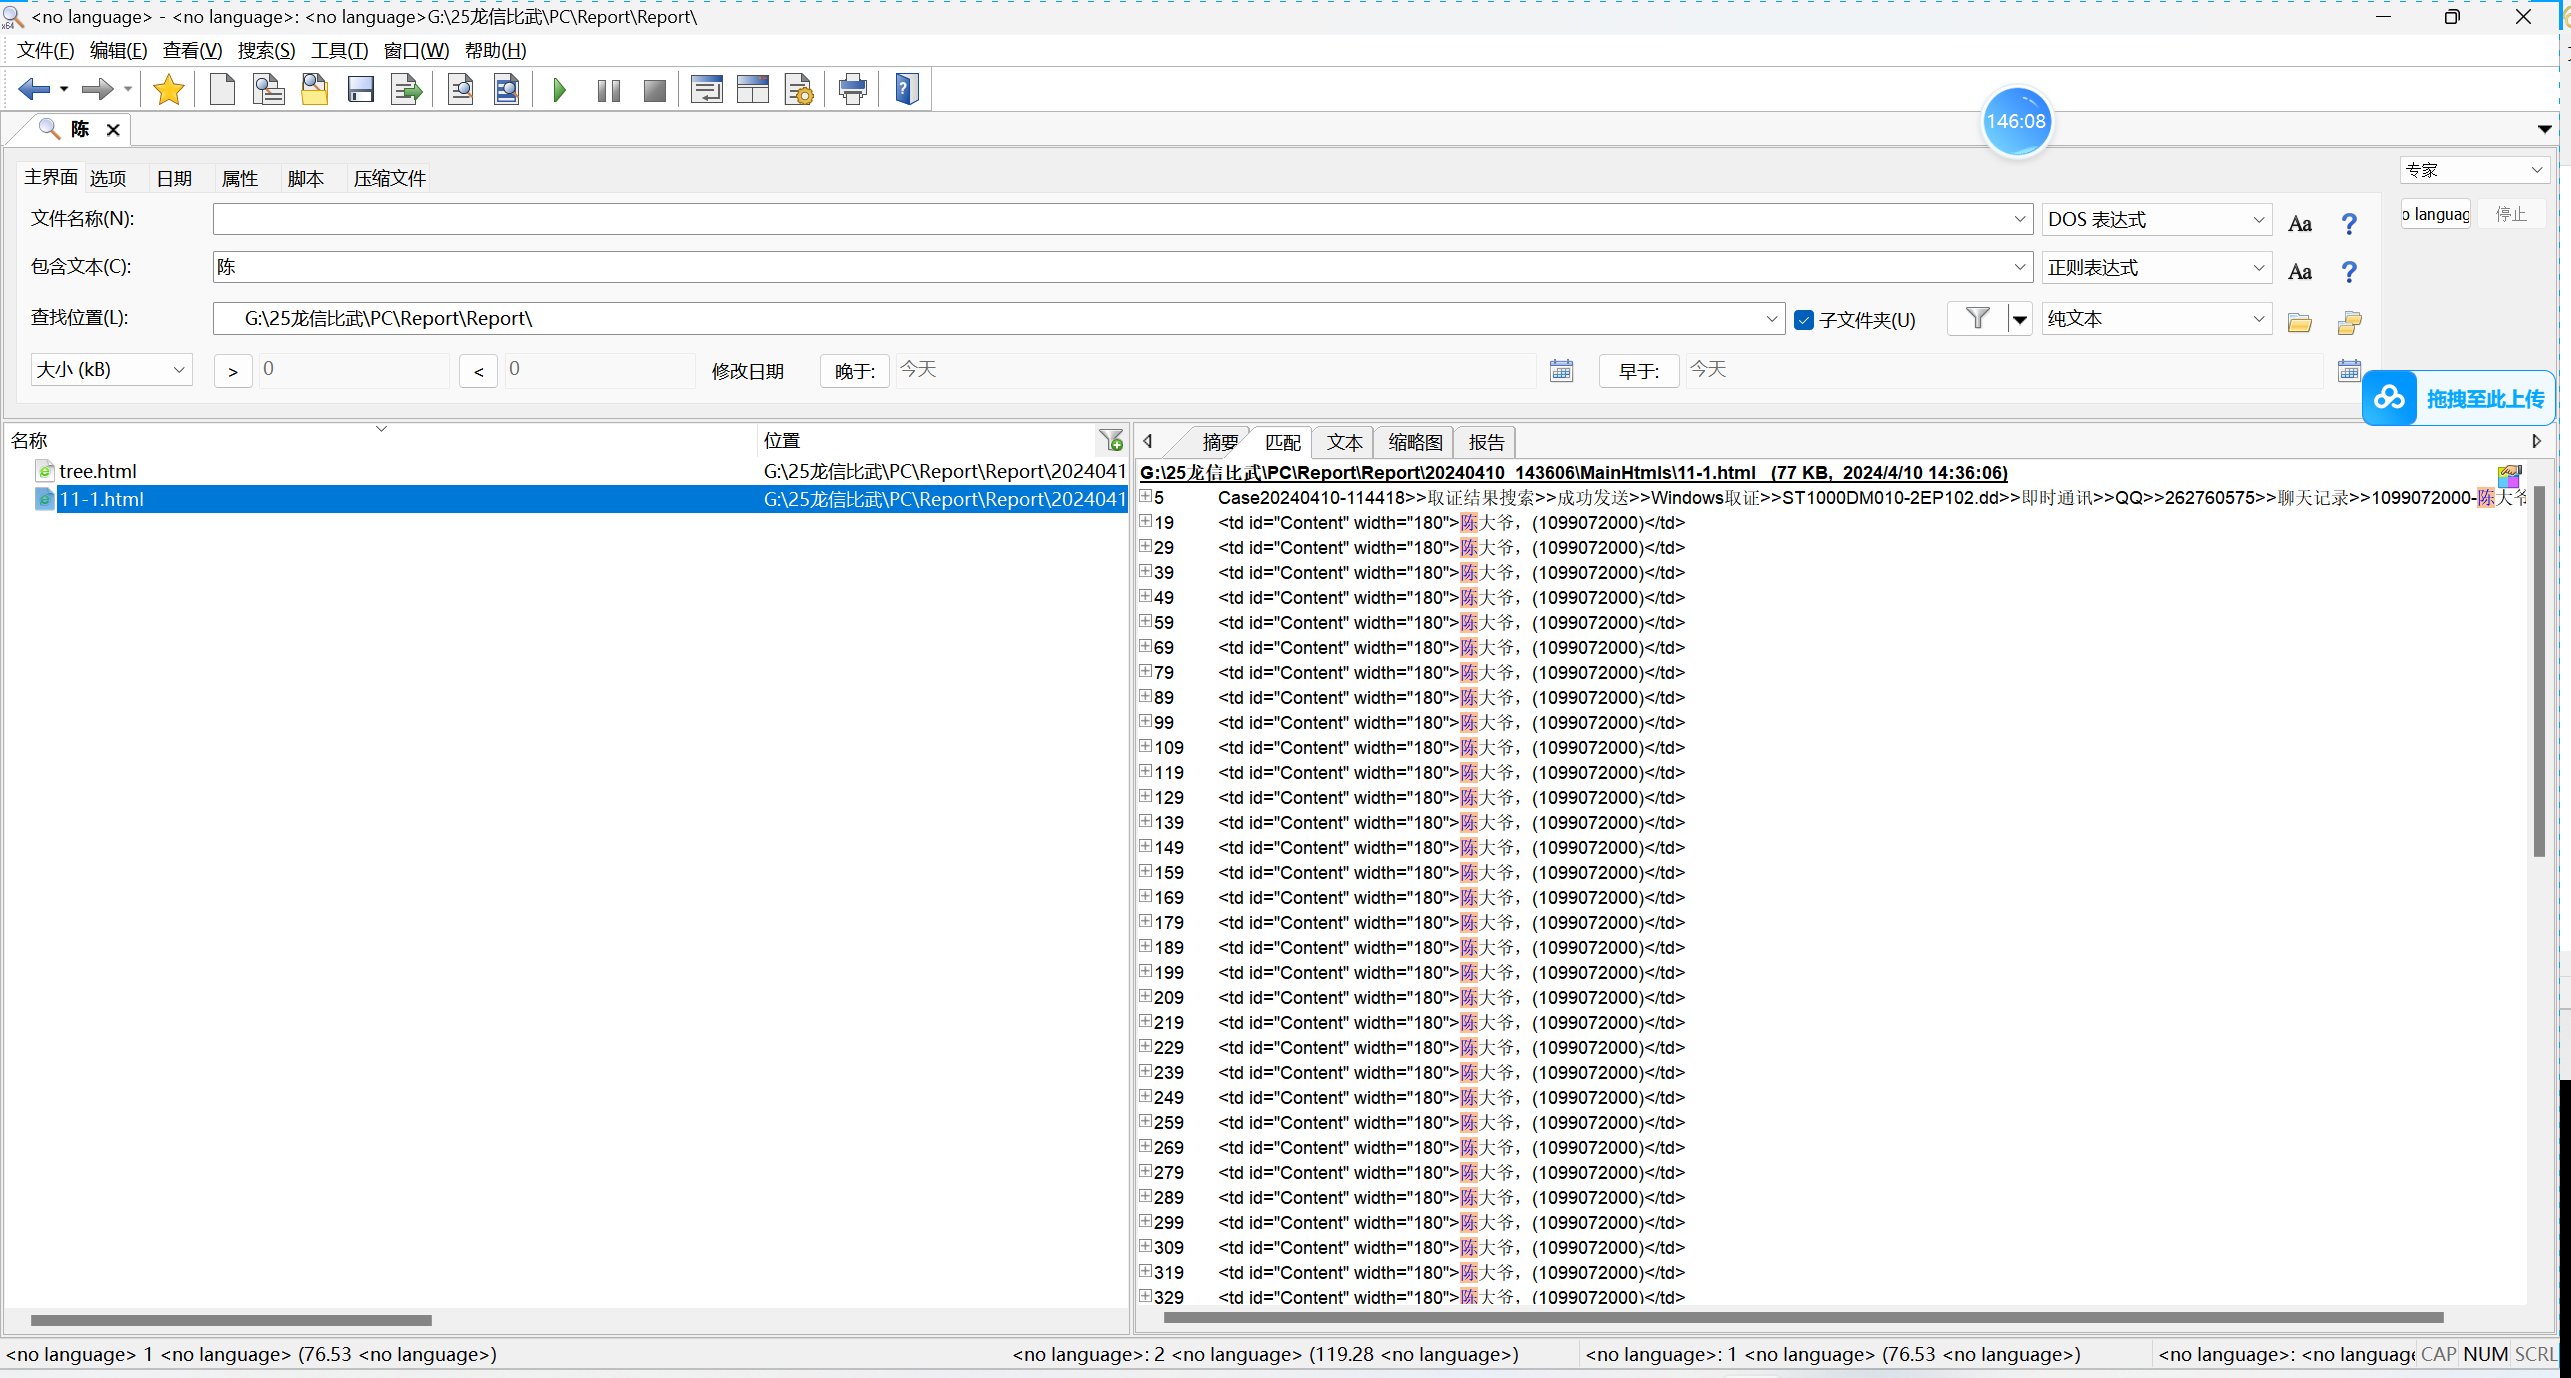 <no language> - <no language>: <no language>G:\25龙信比武\PC\Report\Report\
文件(F) 编辑(E) 查看(V) 搜索(S) 工具(T) 窗口(W) 帮助(H)
146:08
陈
主界面 选项 日期 属性 脚本 压缩文件 专家
文件名称(N): DOS 表达式 Aa ? o languag 停止
包含文本(C): 陈 正则表达式 Aa ?
查找位置(L): G:\25龙信比武\PC\Report\Report\ 子文件夹(U) 纯文本
大小 (kB) > 0 < 0 修改日期 晚于: 今天 早于: 今天
拖拽至此上传
名称 位置
tree.html G:\25龙信比武\PC\Report\Report\2024041
11-1.html G:\25龙信比武\PC\Report\Report\2024041
摘要 匹配 文本 缩略图 报告
G:\25龙信比武\PC\Report\Report\20240410_143606\MainHtmls\11-1.html (77 KB, 2024/4/10 14:36:06)
5 Case20240410-114418>>取证结果搜索>>成功发送>>Windows取证>>ST1000DM010-2EP102.dd>>即时通讯>>QQ>>262760575>>聊天记录>>1099072000-陈大爷
19 <td id="Content" width="180">陈大爷，(1099072000)</td>
29 <td id="Content" width="180">陈大爷，(1099072000)</td>
39 <td id="Content" width="180">陈大爷，(1099072000)</td>
49 <td id="Content" width="180">陈大爷，(1099072000)</td>
59 <td id="Content" width="180">陈大爷，(1099072000)</td>
69 <td id="Content" width="180">陈大爷，(1099072000)</td>
79 <td id="Content" width="180">陈大爷，(1099072000)</td>
89 <td id="Content" width="180">陈大爷，(1099072000)</td>
99 <td id="Content" width="180">陈大爷，(1099072000)</td>
109 <td id="Content" width="180">陈大爷，(1099072000)</td>
119 <td id="Content" width="180">陈大爷，(1099072000)</td>
129 <td id="Content" width="180">陈大爷，(1099072000)</td>
139 <td id="Content" width="180">陈大爷，(1099072000)</td>
149 <td id="Content" width="180">陈大爷，(1099072000)</td>
159 <td id="Content" width="180">陈大爷，(1099072000)</td>
169 <td id="Content" width="180">陈大爷，(1099072000)</td>
179 <td id="Content" width="180">陈大爷，(1099072000)</td>
189 <td id="Content" width="180">陈大爷，(1099072000)</td>
199 <td id="Content" width="180">陈大爷，(1099072000)</td>
209 <td id="Content" width="180">陈大爷，(1099072000)</td>
219 <td id="Content" width="180">陈大爷，(1099072000)</td>
229 <td id="Content" width="180">陈大爷，(1099072000)</td>
239 <td id="Content" width="180">陈大爷，(1099072000)</td>
249 <td id="Content" width="180">陈大爷，(1099072000)</td>
259 <td id="Content" width="180">陈大爷，(1099072000)</td>
269 <td id="Content" width="180">陈大爷，(1099072000)</td>
279 <td id="Content" width="180">陈大爷，(1099072000)</td>
289 <td id="Content" width="180">陈大爷，(1099072000)</td>
299 <td id="Content" width="180">陈大爷，(1099072000)</td>
309 <td id="Content" width="180">陈大爷，(1099072000)</td>
319 <td id="Content" width="180">陈大爷，(1099072000)</td>
329 <td id="Content" width="180">陈大爷，(1099072000)</td>
<no language> 1 <no language> (76.53 <no language>) <no language>: 2 <no language> (119.28 <no language>) <no language>: 1 <no language> (76.53 <no language>) <no language>: <no language CAP NUM SCRL